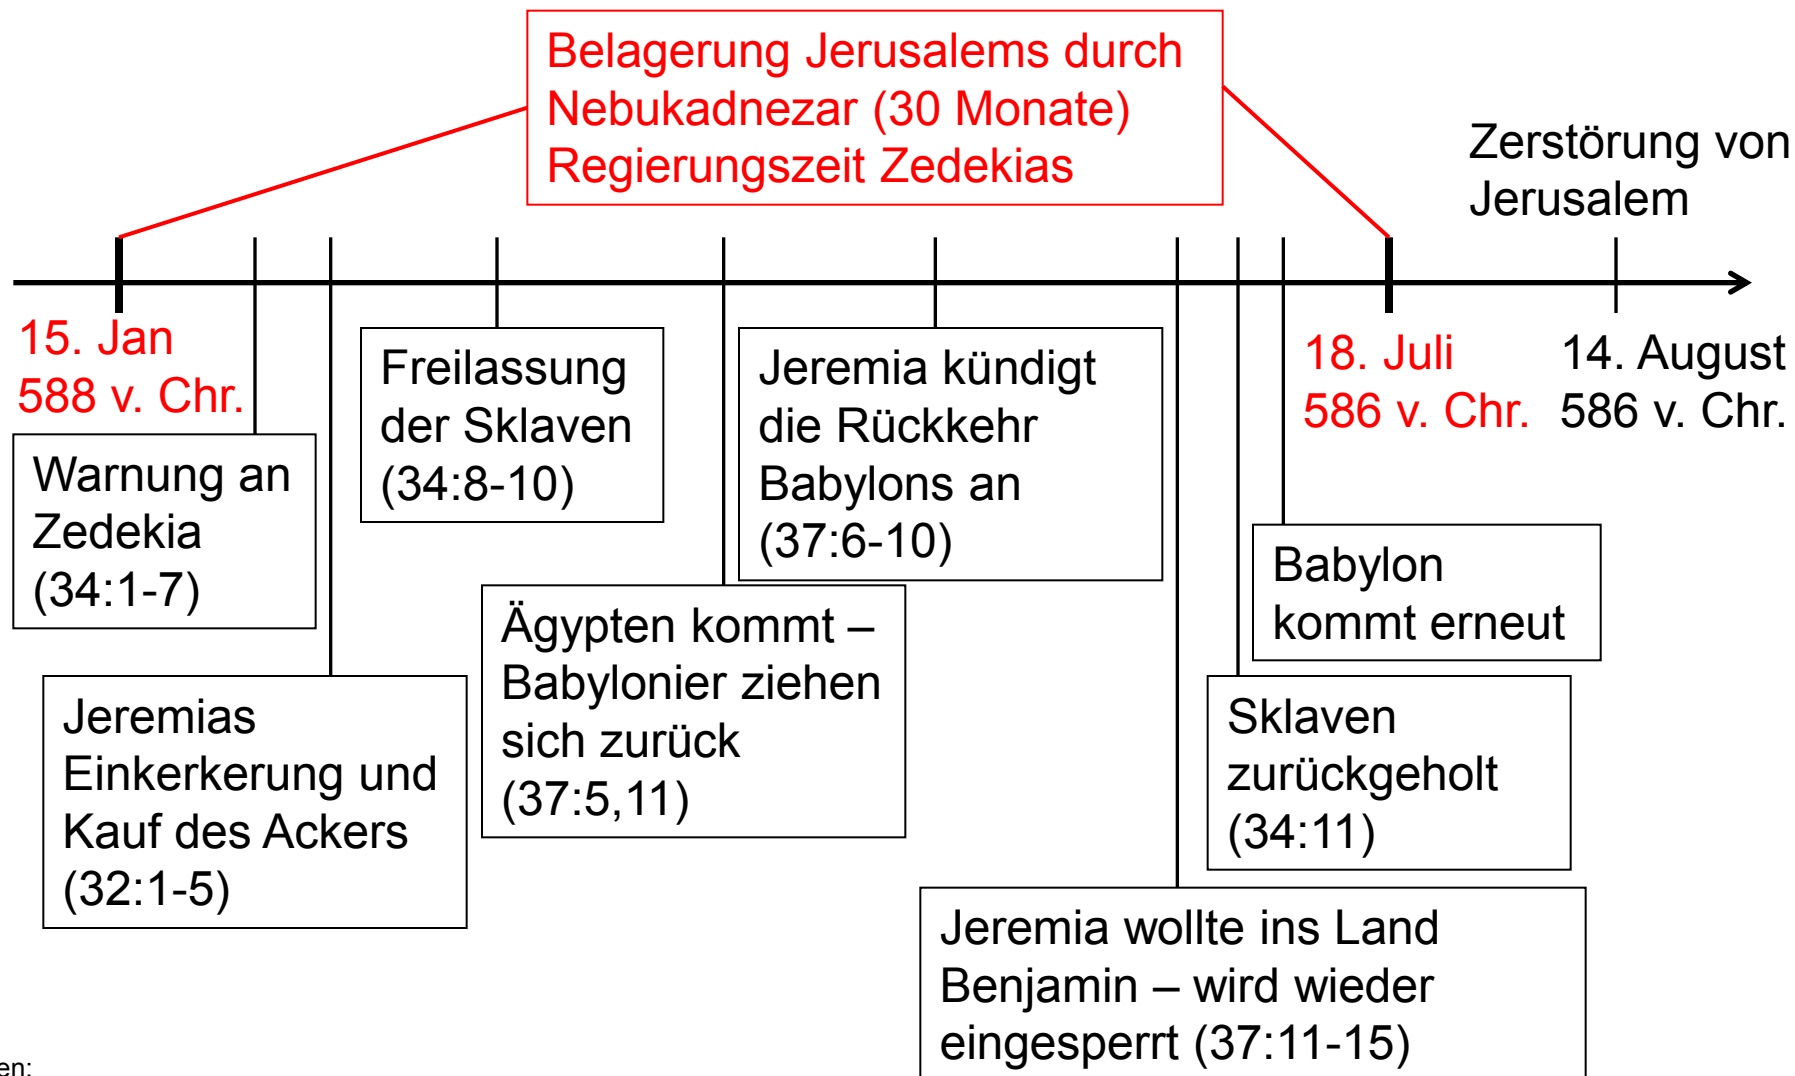 Belagerung Jerusalems durch
Nebukadnezar (30 Monate)
Regierungszeit Zedekias
Zerstörung von
Jerusalem
15. Jan
588 v. Chr.
18. Juli
586 v. Chr.
14. August
586 v. Chr.
Warnung an
Zedekia
(34:1-7)
Freilassung
der Sklaven
(34:8-10)
Jeremia kündigt
die Rückkehr
Babylons an
(37:6-10)
Babylon
kommt erneut
Jeremias
Einkerkerung und
Kauf des Ackers
(32:1-5)
Ägypten kommt –
Babylonier ziehen
sich zurück
(37:5,11)
Sklaven
zurückgeholt
(34:11)
Jeremia wollte ins Land
Benjamin – wird wieder
eingesperrt (37:11-15)
en: